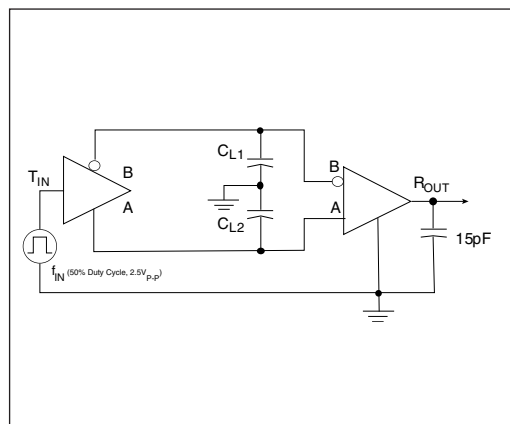 B
C_L1
T_IN
B
R_OUT
A
A
C_L2
15pF
f_IN (50% Duty Cycle, 2.5V_P-P)